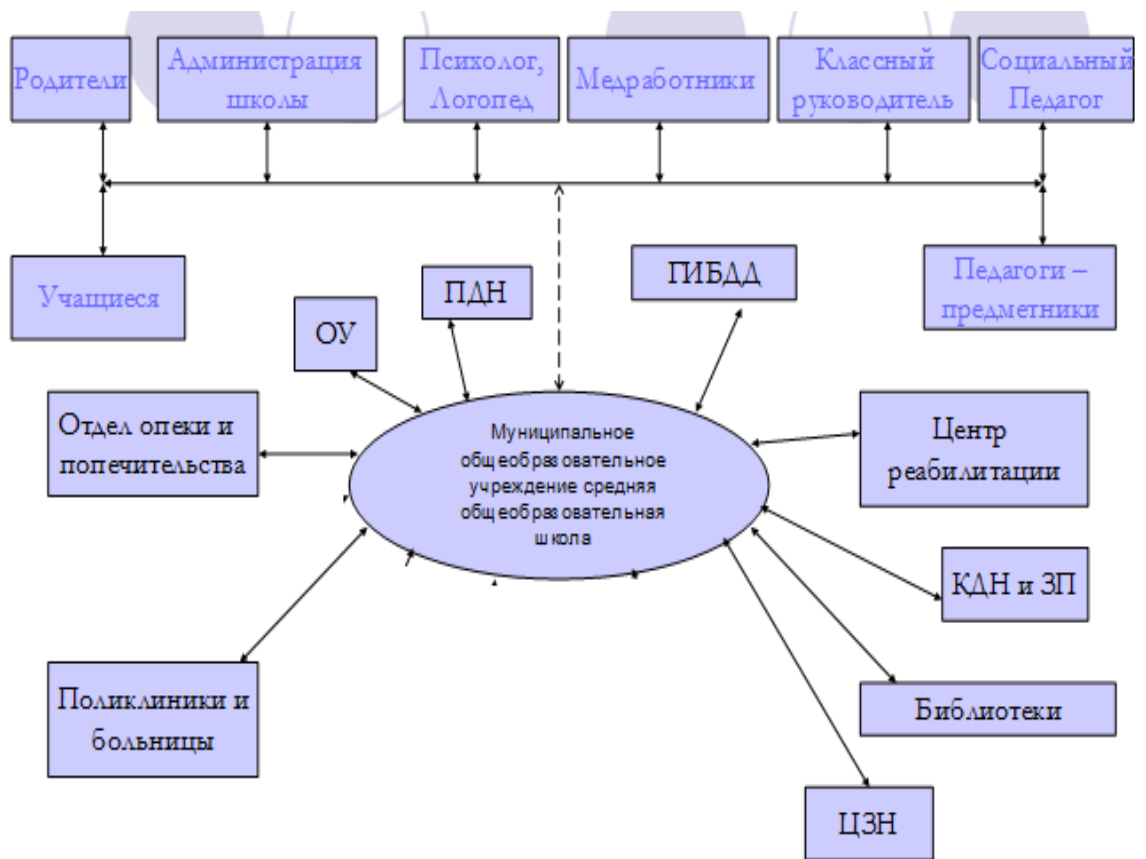 Родители
Администрация
школы
Психолог,
Логопед
Медработники
Классный
руководитель
Социальный
Педагог
Учащиеся
ОУ
ПДН
ГИБДД
Педагоги –
предметники
Отдел опеки и
попечительства
Муниципальное
общеобразовательное
учреждение средняя
общеобразовательная
школа
Центр
реабилитации
КДН и ЗП
Поликлиники и
больницы
Библиотеки
ЦЗН